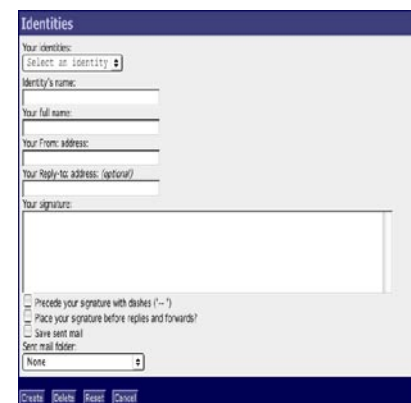 Identities
Your identities:
Select an identity
Identity's name:
Your full name:
Your From: address:
Your Reply-to: address: (optional)
Your signature:
Precede your signature with dashes ('-- ')
Place your signature before replies and forwards?
Save sent mail
Sent mail folder:
None
Create Delete Reset Cancel